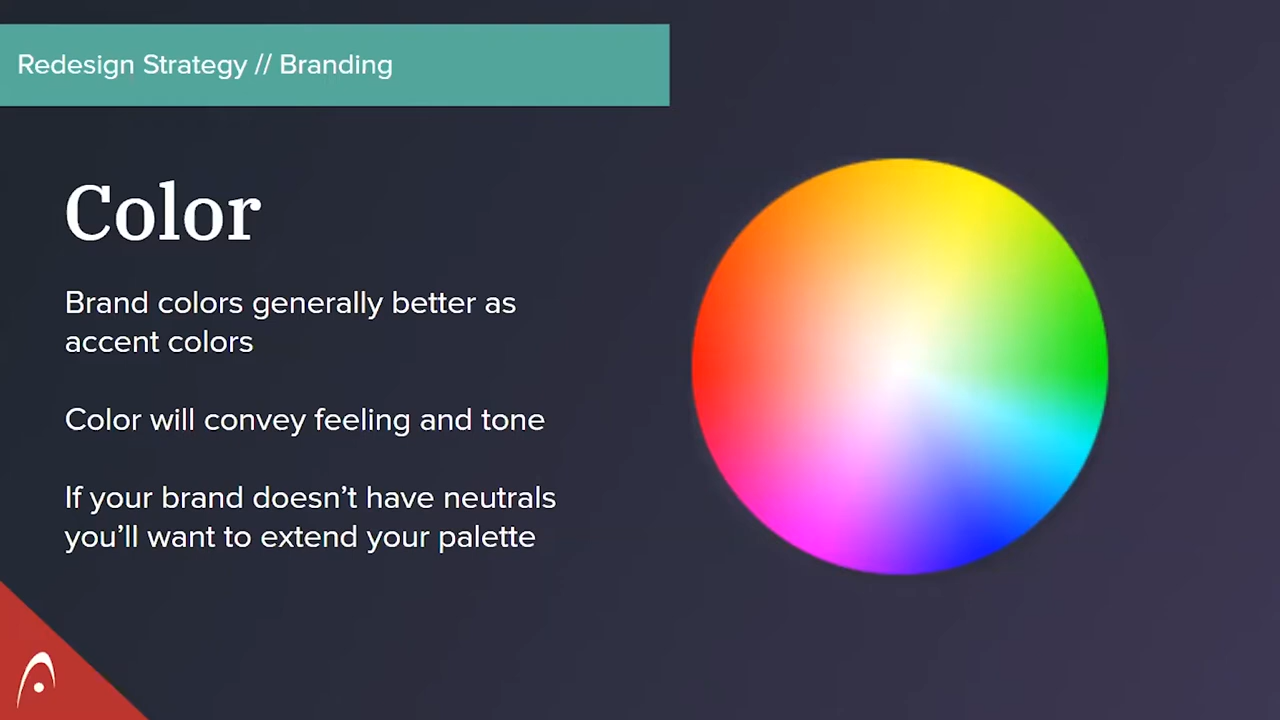 Redesign Strategy // Branding
Color
Brand colors generally better as
accent colors
Color will convey feeling and tone
If your brand doesn’t have neutrals
you’ll want to extend your palette